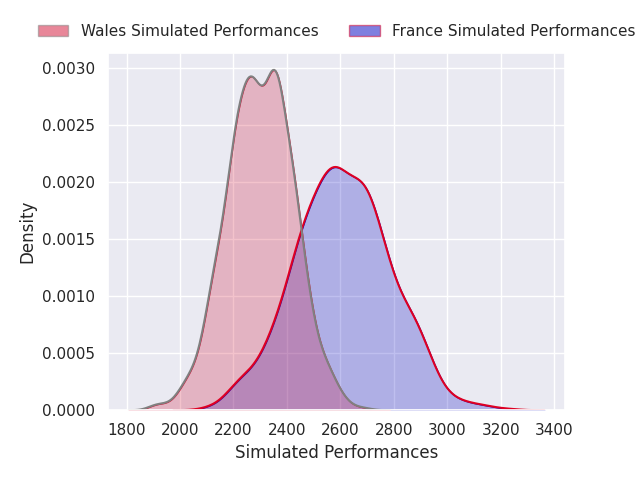 Wales Simulated Performances France Simulated Performances
0.0030
0.0025
0.0020
0.0015
0.0010
0.0005
0.0000
Density
1800 2000 2200 2400 2600 2800 3000 3200 3400
Simulated Performances